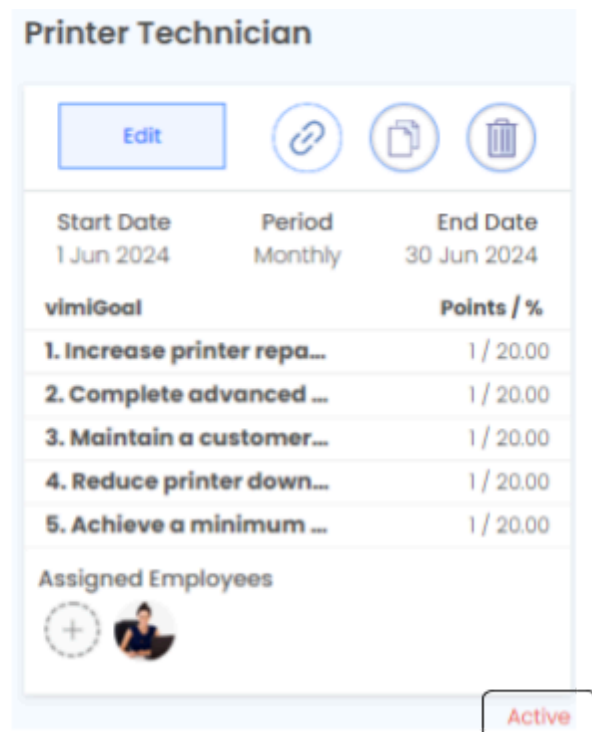 Printer Technician
Edit
Start Date Period End Date
1 Jun 2024 Monthly 30 Jun 2024
vimiGoal Points / %
1. Increase printer repa... 1 / 20.00
2. Complete advanced ... 1 / 20.00
3. Maintain a customer... 1 / 20.00
4. Reduce printer down... 1 / 20.00
5. Achieve a minimum ... 1 / 20.00
Assigned Employees
Active